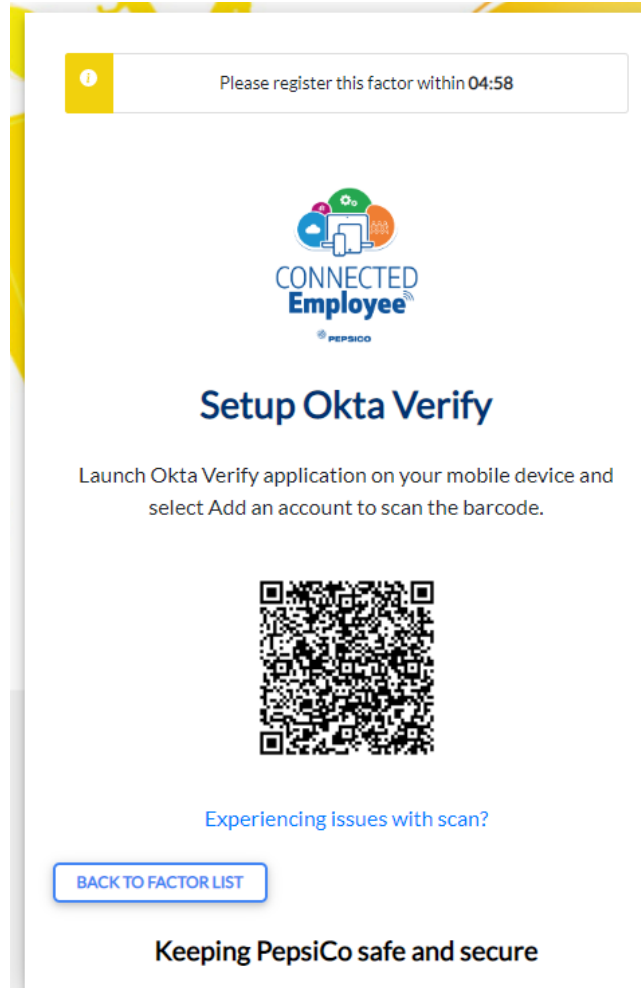 Please register this factor within 04:58
CONNECTED
Employee
PEPSICO
Setup Okta Verify
Launch Okta Verify application on your mobile device and
select Add an account to scan the barcode.
Experiencing issues with scan?
BACK TO FACTOR LIST
Keeping PepsiCo safe and secure